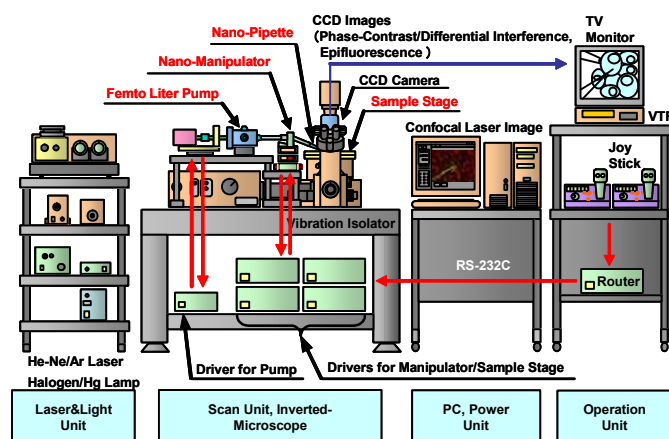 Nano-Pipette
CCD Images
(Phase-Contrast/Differential Interference,
Epifluorescence )
TV
Monitor
Nano-Manipulator
CCD Camera
Femto Liter Pump
Sample Stage
VTR
Confocal Laser Image
Joy
Stick
Vibration Isolator
RS-232C
Router
He-Ne/Ar Laser
Halogen/Hg Lamp
Driver for Pump
Drivers for Manipulator/Sample Stage
Laser&Light
Unit
Scan Unit, Inverted-
Microscope
PC, Power
Unit
Operation
Unit